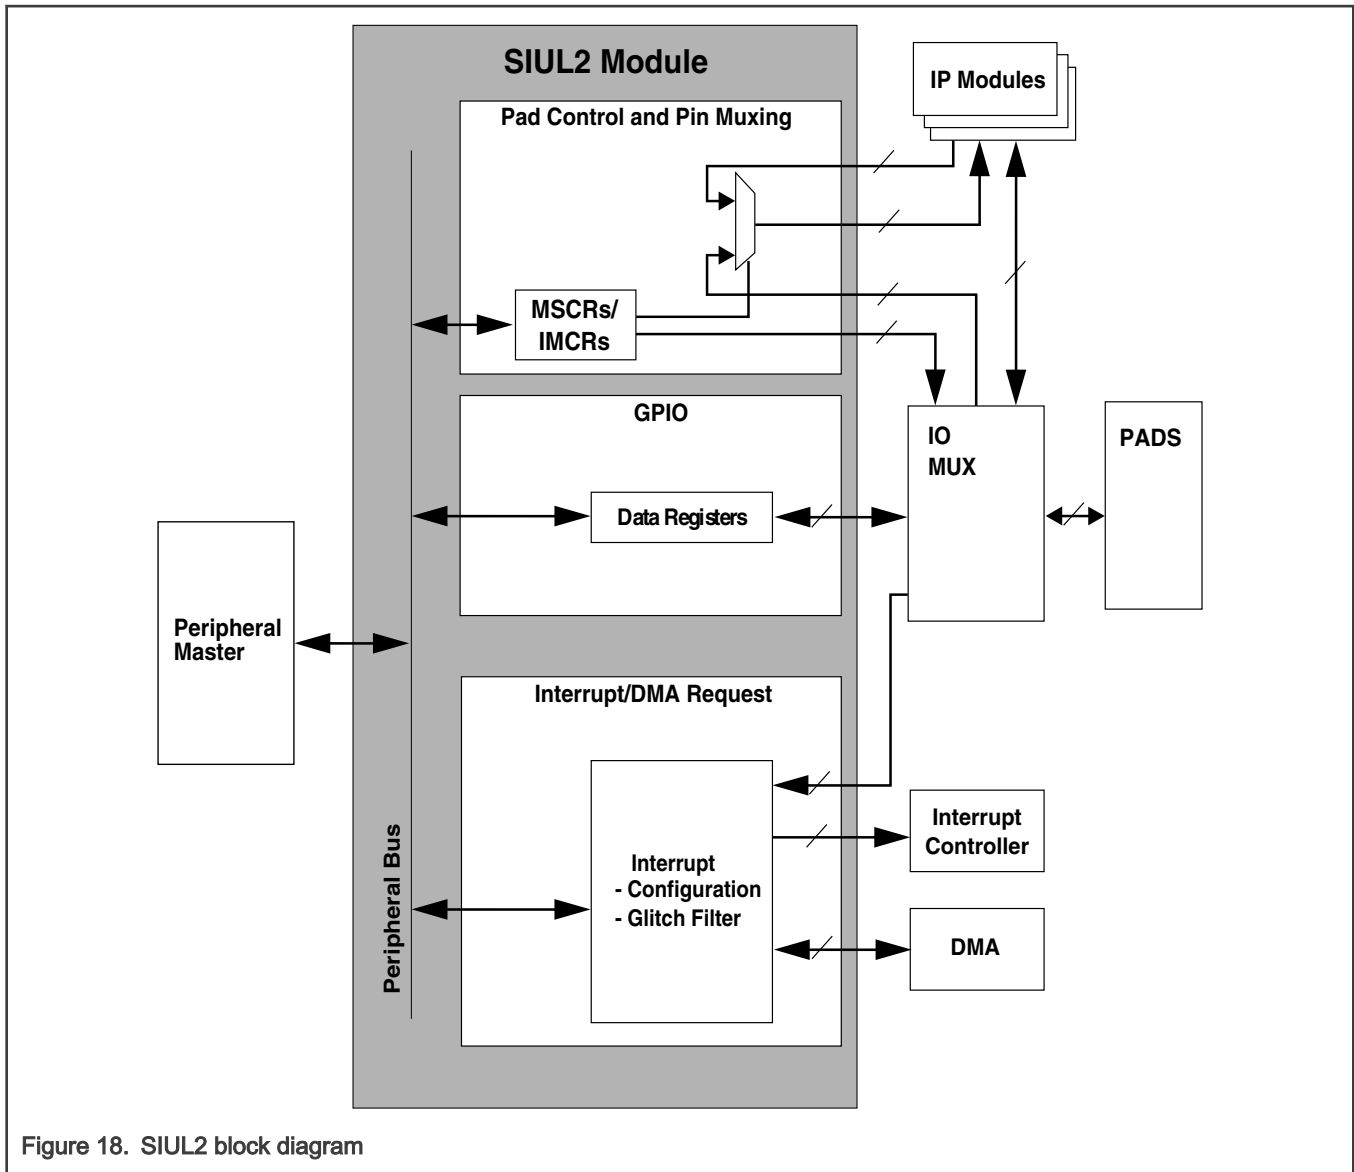 SIUL2 Module
IP Modules
Pad Control and Pin Muxing
MSCRs/
IMCRs
GPIO
IO
MUX
PADS
Data Registers
Peripheral
Master
Interrupt/DMA Request
Peripheral Bus
Interrupt
- Configuration
- Glitch Filter
Interrupt
Controller
DMA
Figure 18. SIUL2 block diagram